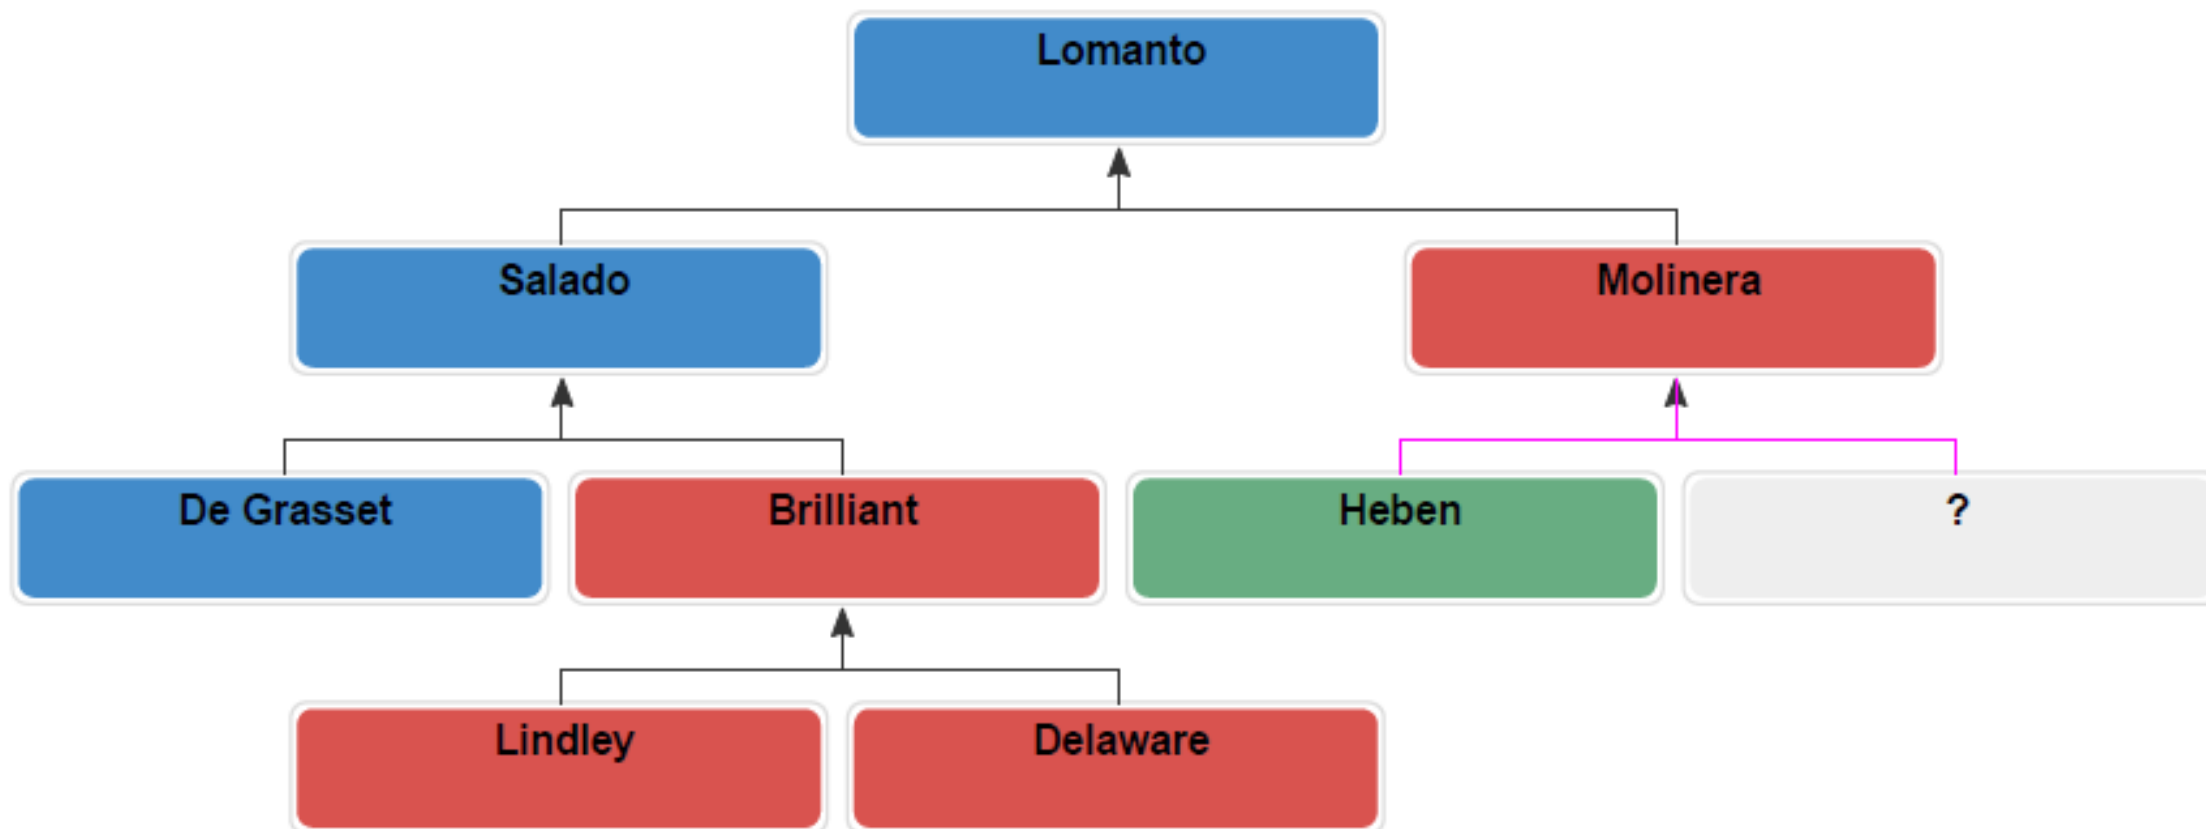 Lomanto
Salado
Molinera
De Grasset
Brilliant
Heben
?
Lindley
Delaware